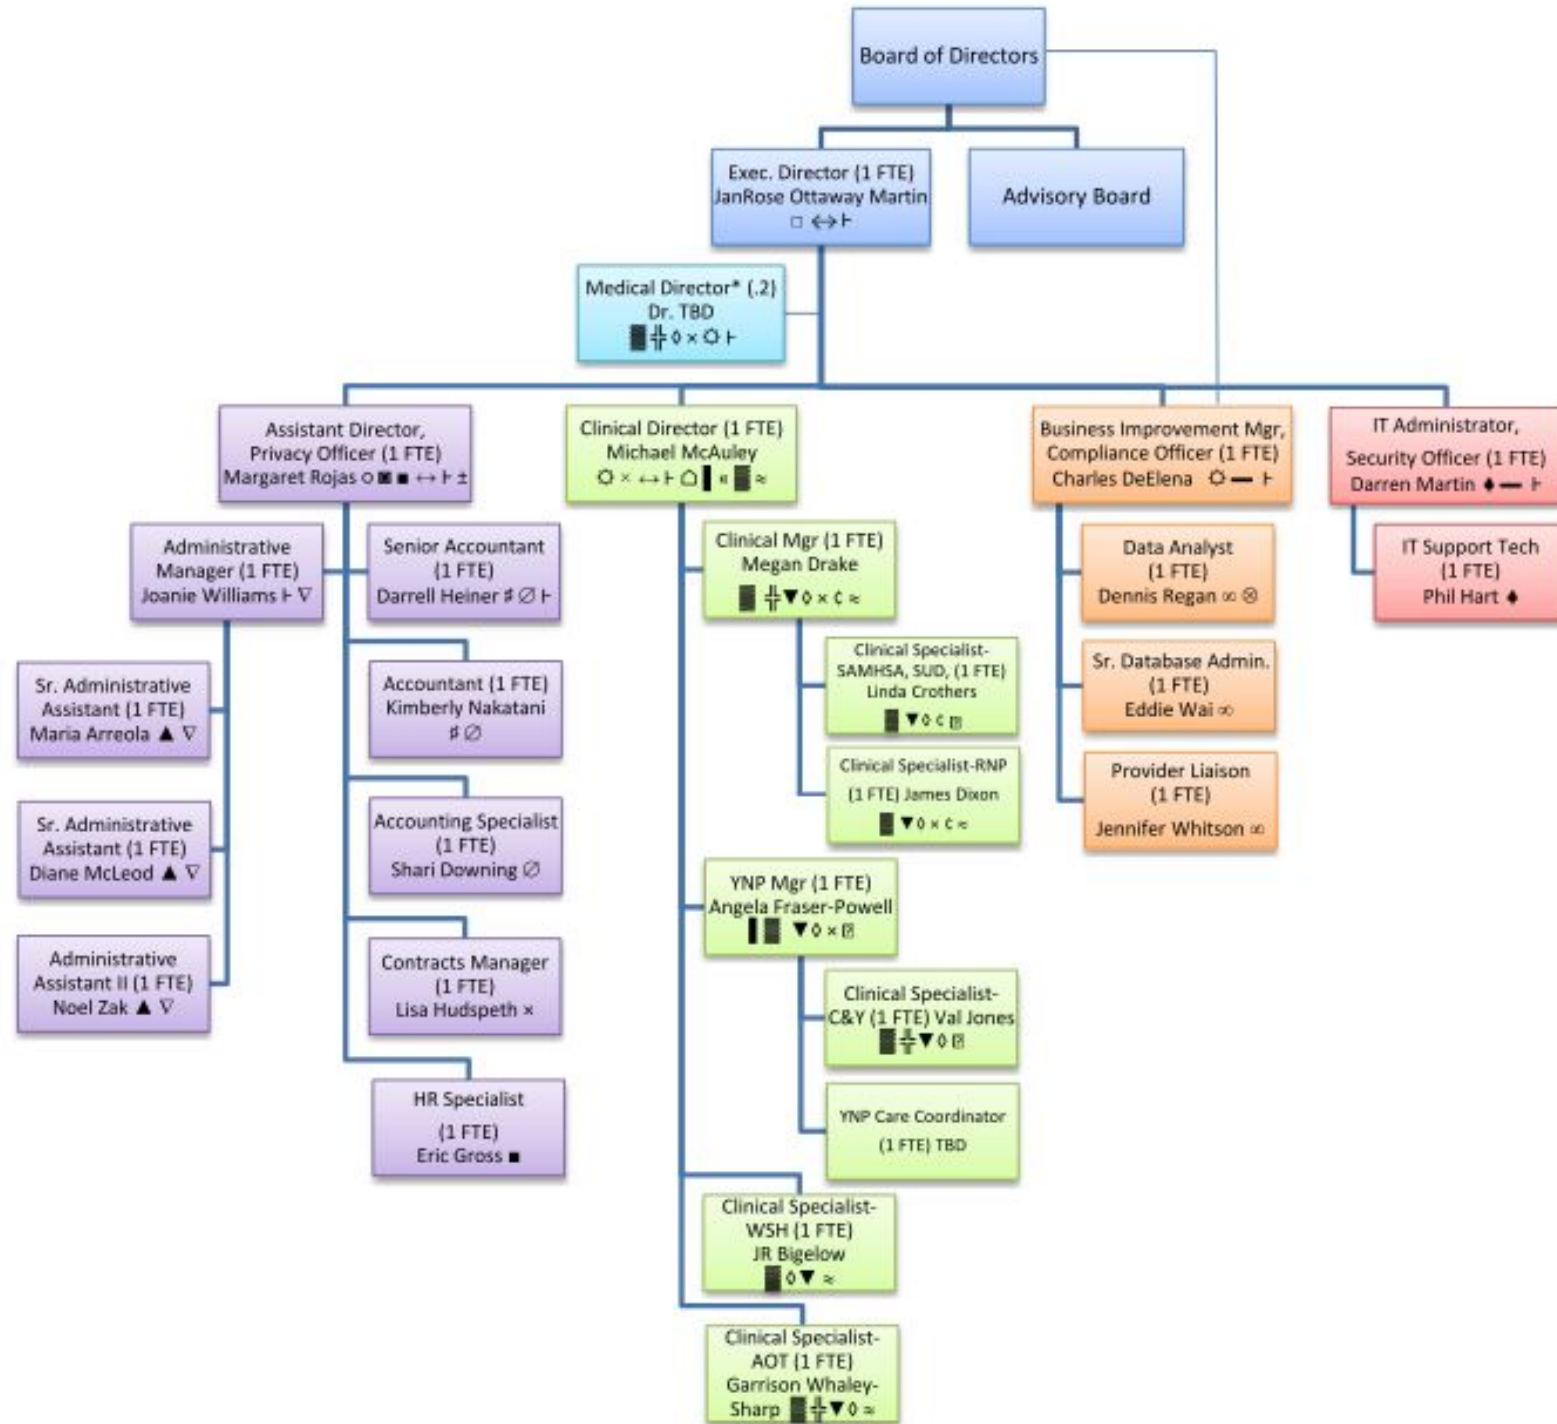 Board of Directors
Exec. Director (1 FTE)
JanRose Ottaway Martin
□ ↔ ⊦
Advisory Board
Medical Director* (.2)
Dr. TBD
▓ ╬ ◊ × ☼ ⊦
Assistant Director,
Privacy Officer (1 FTE)
Margaret Rojas ○ ▣ ■ ↔ ⊦ ±
Clinical Director (1 FTE)
Michael McAuley
☼ × ↔ ⊦ ⌂ ▌ « ▓ ≈
Business Improvement Mgr,
Compliance Officer (1 FTE)
Charles DeElena ☼ — ⊦
IT Administrator,
Security Officer (1 FTE)
Darren Martin ♦ — ⊦
Administrative
Manager (1 FTE)
Joanie Williams ⊦ ∇
Senior Accountant
(1 FTE)
Darrell Heiner ♯ ∅ ⊦
Sr. Administrative
Assistant (1 FTE)
Maria Arreola ▲ ∇
Accountant (1 FTE)
Kimberly Nakatani
♯ ∅
Sr. Administrative
Assistant (1 FTE)
Diane McLeod ▲ ∇
Accounting Specialist
(1 FTE)
Shari Downing ∅
Administrative
Assistant II (1 FTE)
Noel Zak ▲ ∇
Contracts Manager
(1 FTE)
Lisa Hudspeth ×
HR Specialist
(1 FTE)
Eric Gross ■
Clinical Mgr (1 FTE)
Megan Drake
▓ ╬ ▼ ◊ × ¢ ≈
Clinical Specialist-
SAMHSA, SUD, (1 FTE)
Linda Crothers
▓ ▼ ◊ ¢ ⍰
Clinical Specialist-RNP
(1 FTE) James Dixon
▓ ▼ ◊ × ¢ ≈
YNP Mgr (1 FTE)
Angela Fraser-Powell
▌ ▓ ▼ ◊ × ⍰
Clinical Specialist-
C&Y (1 FTE) Val Jones
▓ ╬ ▼ ◊ ⍰
YNP Care Coordinator
(1 FTE) TBD
Clinical Specialist-
WSH (1 FTE)
JR Bigelow
▓ ◊ ▼ ≈
Clinical Specialist-
AOT (1 FTE)
Garrison Whaley-
Sharp ▓ ╬ ▼ ◊ ≈
Data Analyst
(1 FTE)
Dennis Regan ∞ ⊗
Sr. Database Admin.
(1 FTE)
Eddie Wai ∞
Provider Liaison
(1 FTE)
Jennifer Whitson ∞
IT Support Tech
(1 FTE)
Phil Hart ♦